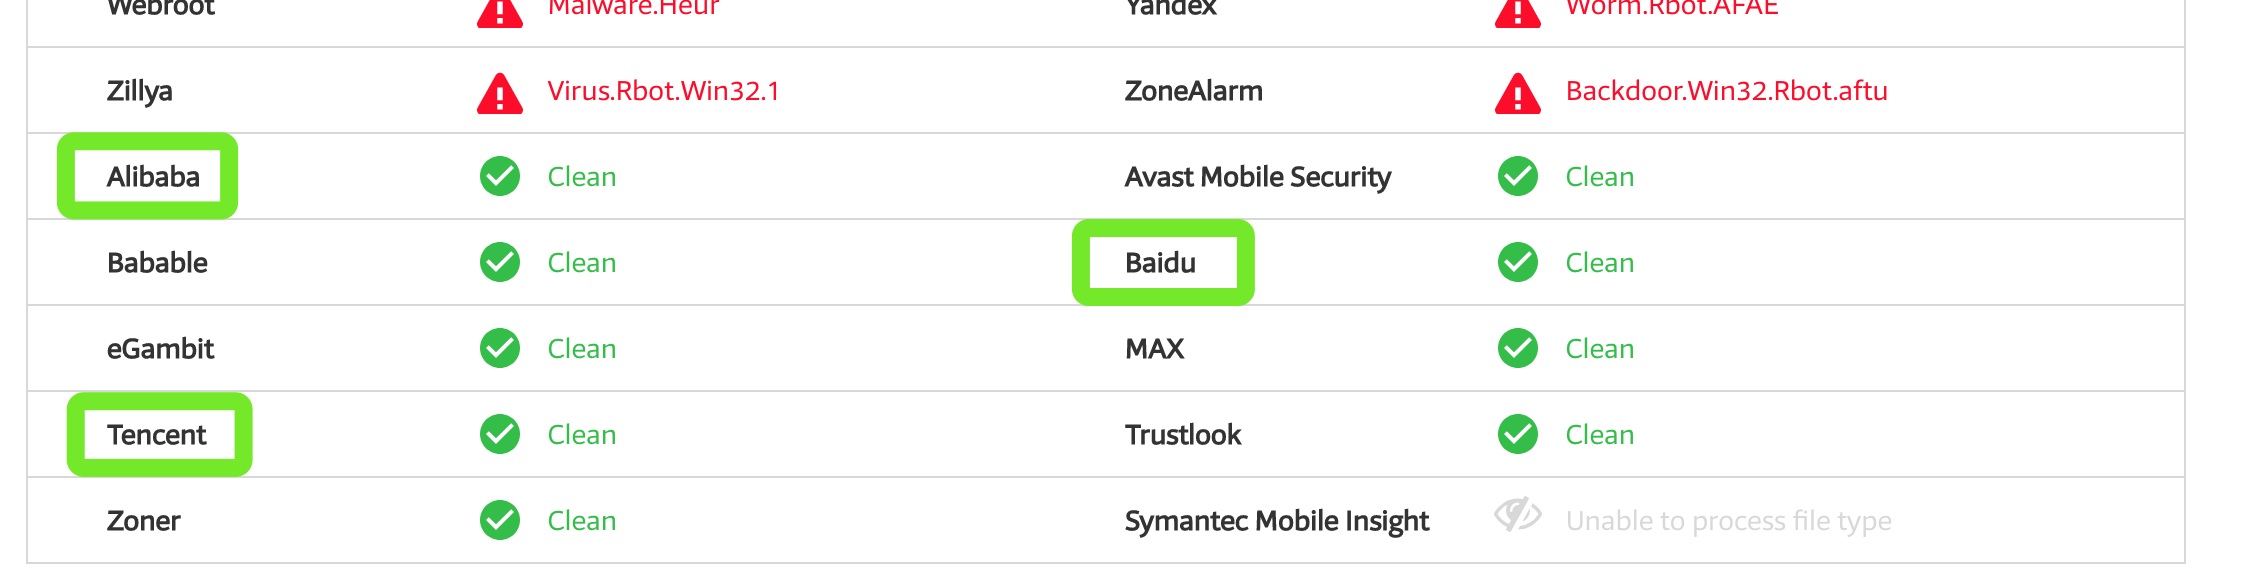 Webroot Malware.Heur Yandex Worm.Rbot.AFAE
Zillya Virus.Rbot.Win32.1 ZoneAlarm Backdoor.Win32.Rbot.aftu
Alibaba Clean Avast Mobile Security Clean
Babable Clean Baidu Clean
eGambit Clean MAX Clean
Tencent Clean Trustlook Clean
Zoner Clean Symantec Mobile Insight Unable to process file type